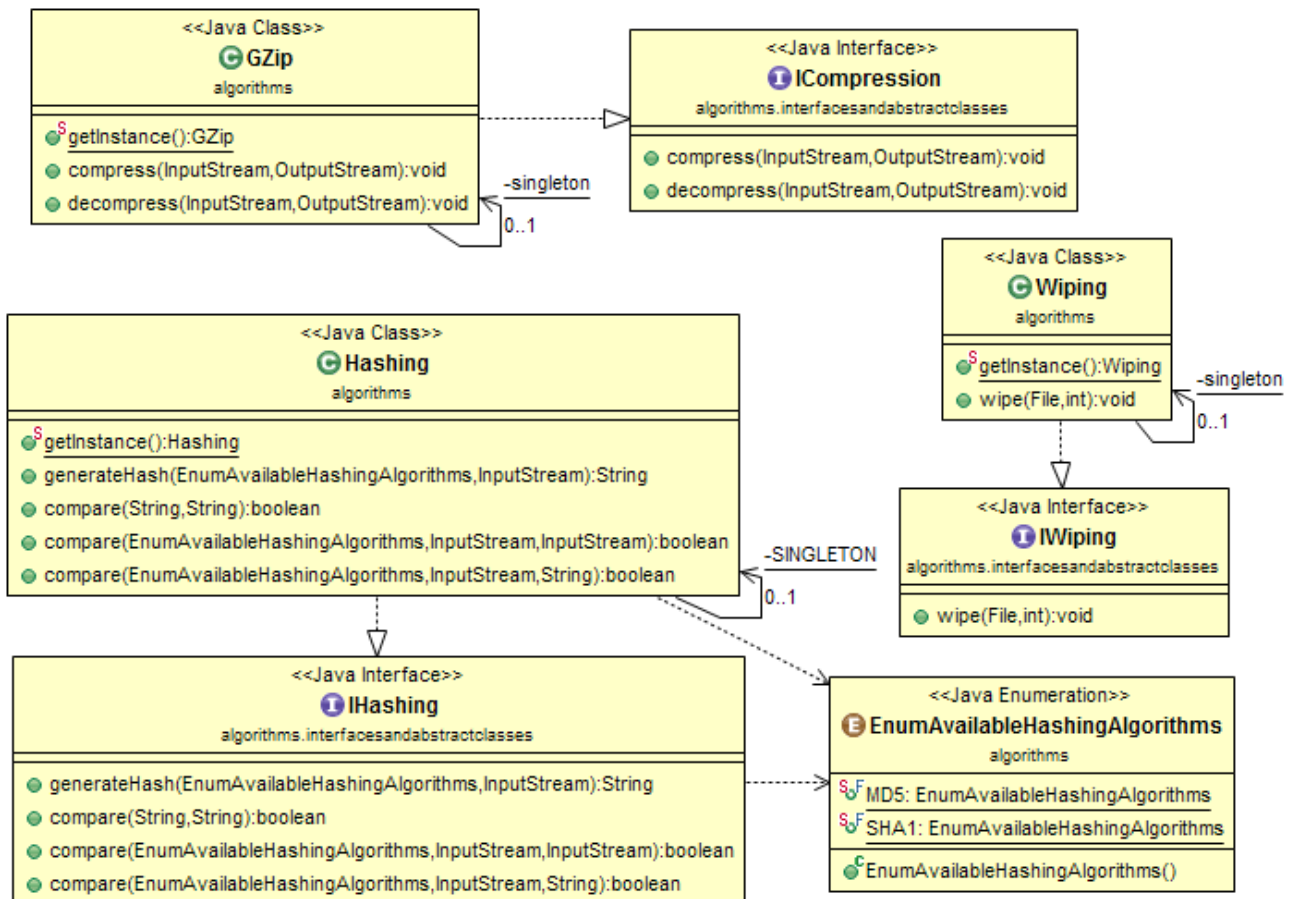 <<Java Class>>
GZip
algorithms
getInstance():GZip
compress(InputStream,OutputStream):void
decompress(InputStream,OutputStream):void
-singleton
0..1
<<Java Interface>>
ICompression
algorithms.interfacesandabstractclasses
compress(InputStream,OutputStream):void
decompress(InputStream,OutputStream):void
<<Java Class>>
Wiping
algorithms
getInstance():Wiping
wipe(File,int):void
-singleton
0..1
<<Java Class>>
Hashing
algorithms
getInstance():Hashing
generateHash(EnumAvailableHashingAlgorithms,InputStream):String
compare(String,String):boolean
compare(EnumAvailableHashingAlgorithms,InputStream,InputStream):boolean
compare(EnumAvailableHashingAlgorithms,InputStream,String):boolean
-SINGLETON
0..1
<<Java Interface>>
IWiping
algorithms.interfacesandabstractclasses
wipe(File,int):void
<<Java Interface>>
IHashing
algorithms.interfacesandabstractclasses
generateHash(EnumAvailableHashingAlgorithms,InputStream):String
compare(String,String):boolean
compare(EnumAvailableHashingAlgorithms,InputStream,InputStream):boolean
compare(EnumAvailableHashingAlgorithms,InputStream,String):boolean
<<Java Enumeration>>
EnumAvailableHashingAlgorithms
algorithms
MD5: EnumAvailableHashingAlgorithms
SHA1: EnumAvailableHashingAlgorithms
EnumAvailableHashingAlgorithms()